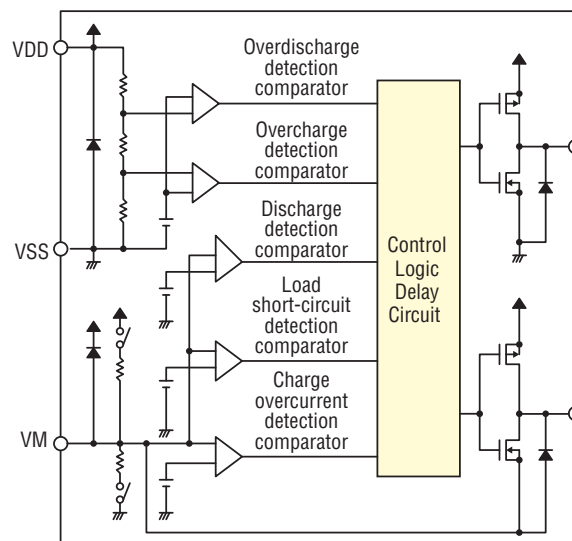 VDD
Overdischarge
detection
comparator
Overcharge
detection
comparator
VSS
Discharge
detection
comparator
Load
short-circuit
detection
comparator
VM
Charge
overcurrent
detection
comparator
Control
Logic
Delay
Circuit